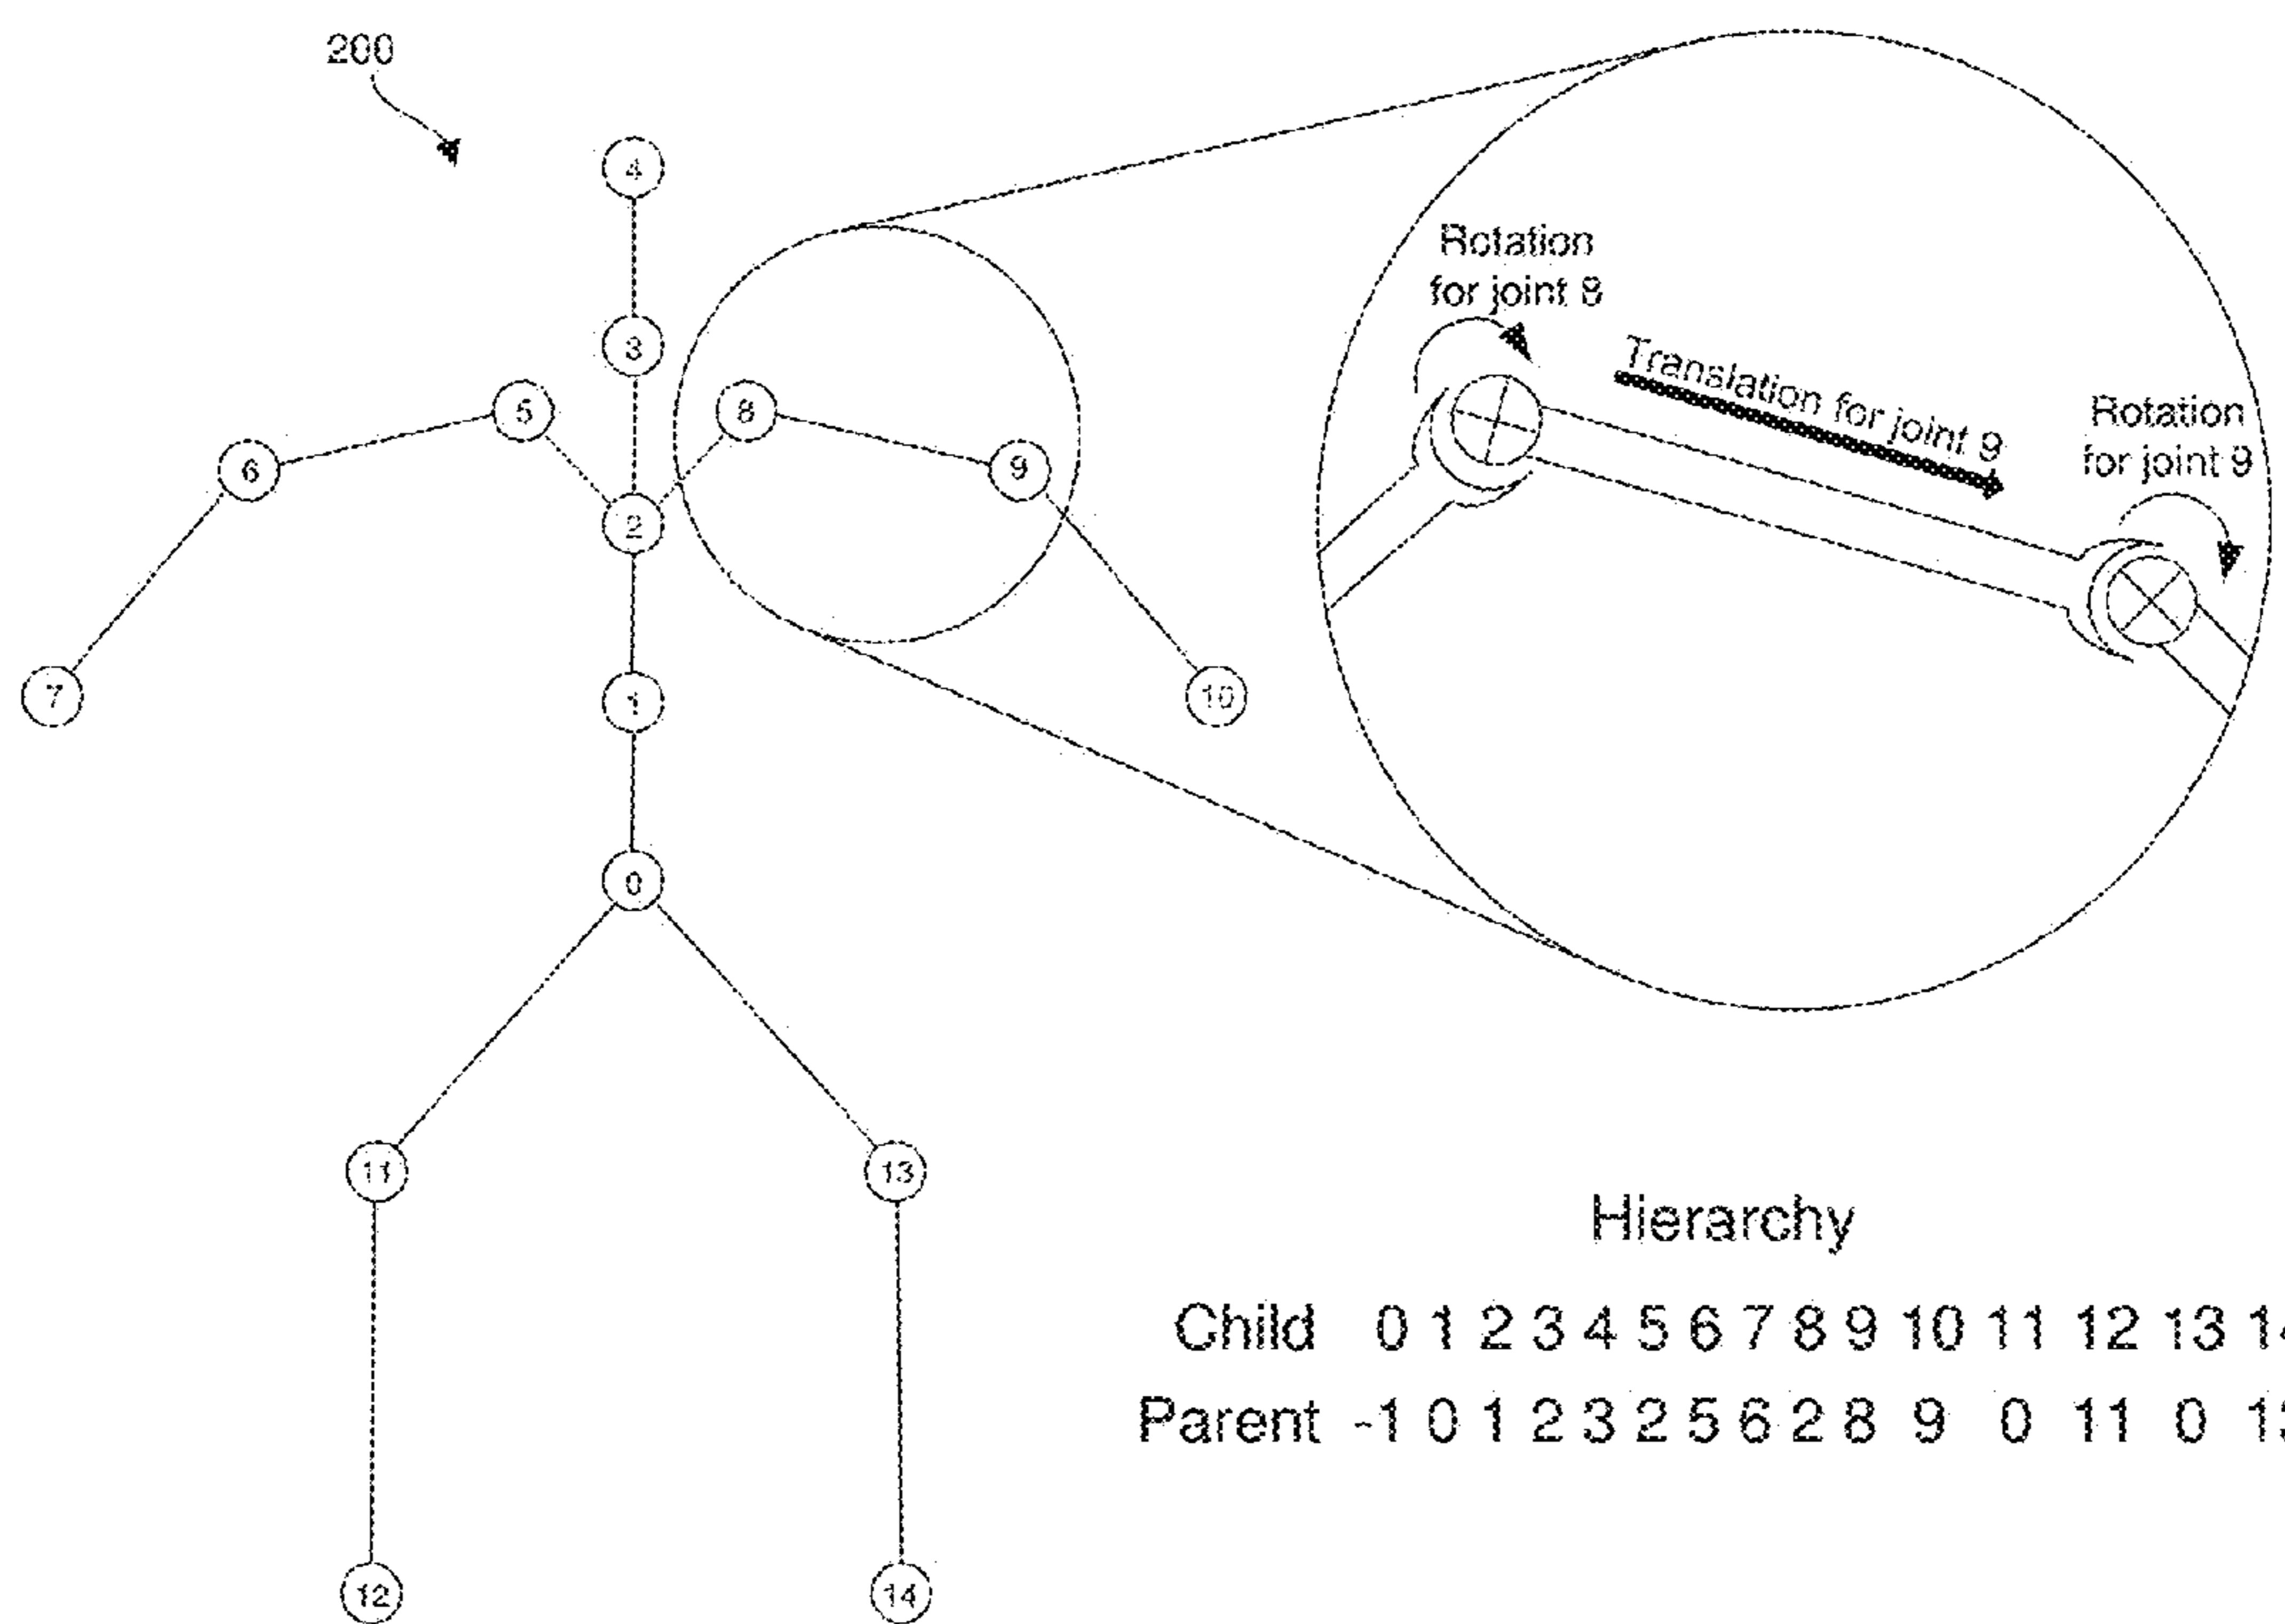 200
4
3
5
8
6
9
2
7
1
10
0
11
13
12
14
Rotation
for joint 8
Translation for joint 9
Rotation
for joint 9
Hierarchy
Child 0 1 2 3 4 5 6 7 8 9 10 11 12 13
Parent -1 0 1 2 3 2 5 6 2 8 9 0 11 0